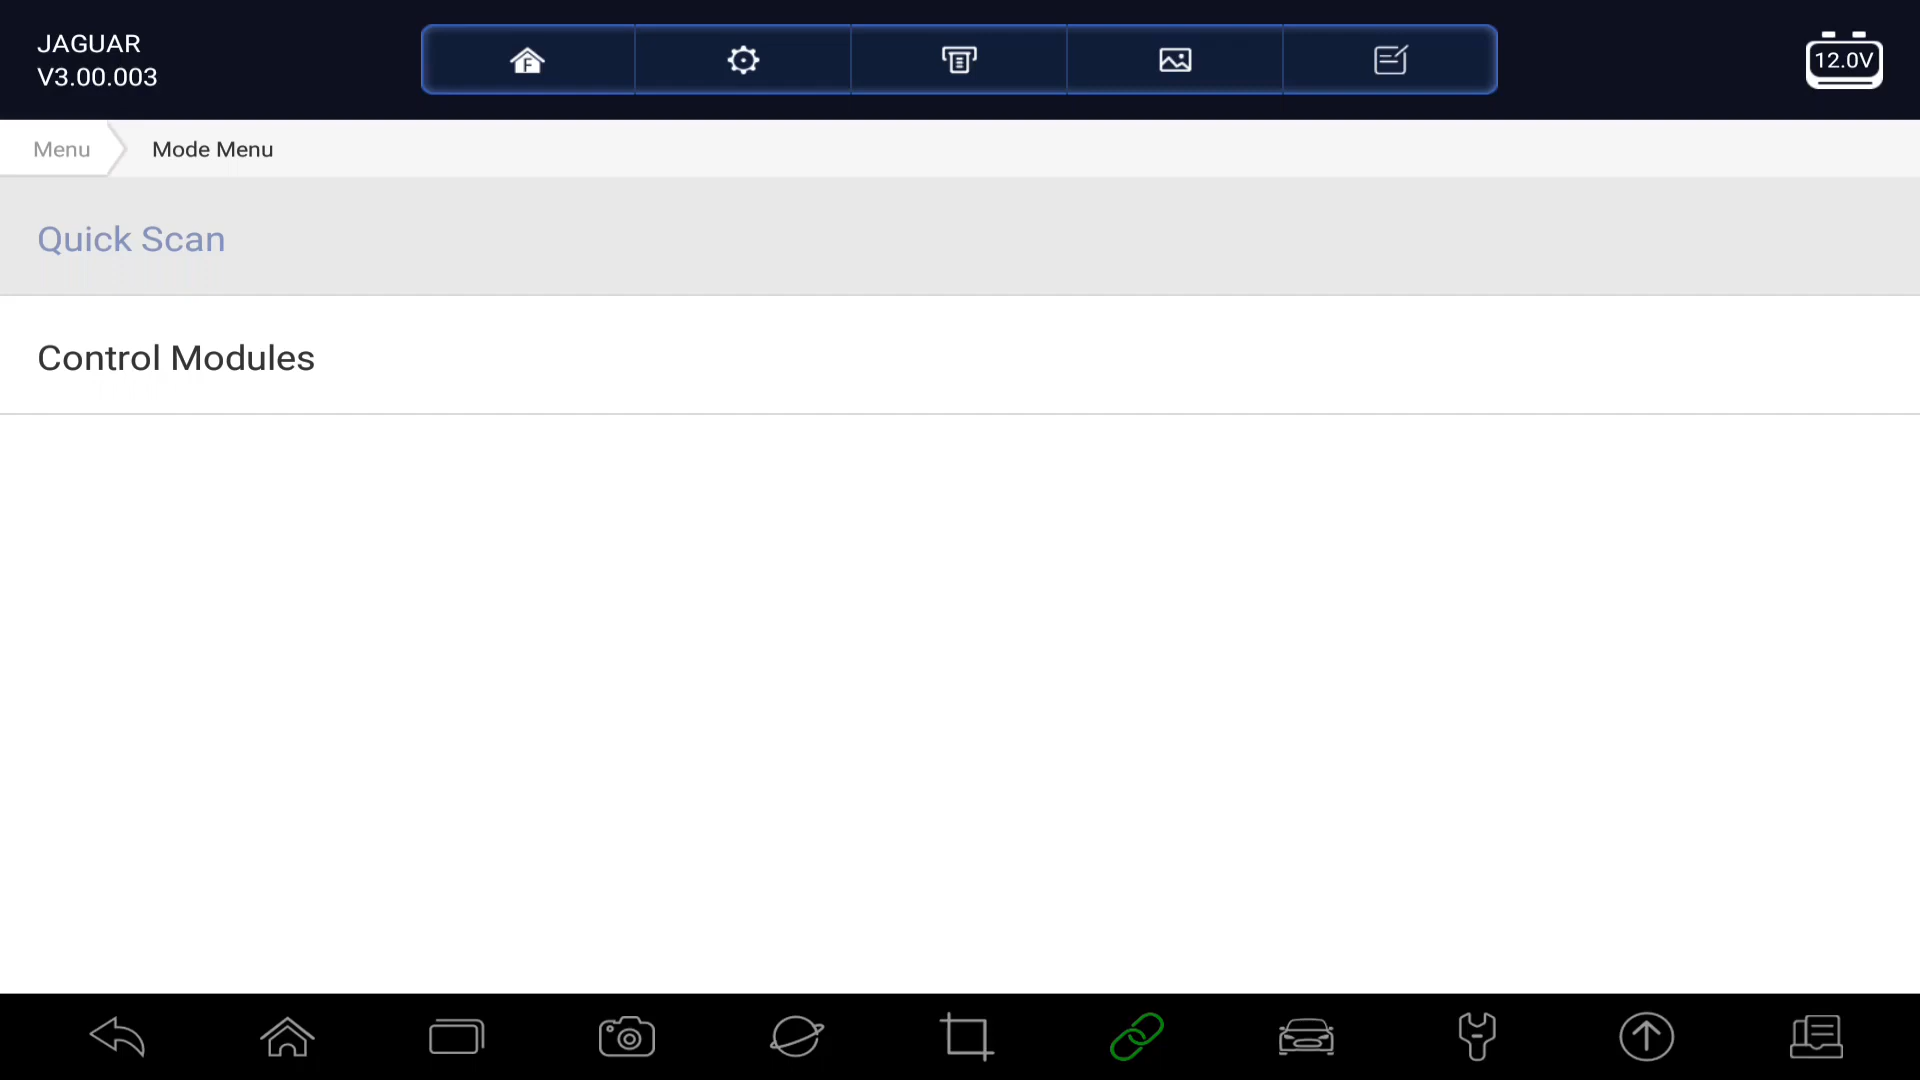 JAGUAR
V3.00.003
F
12.0V
Menu
Mode Menu
Quick Scan
Control Modules